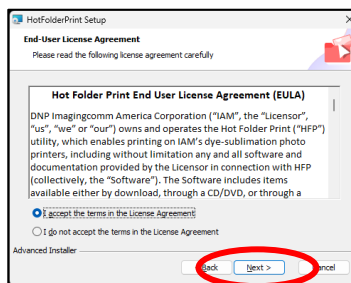 HotFolderPrint Setup
End-User License Agreement
Please read the following license agreement carefully
Hot Folder Print End User License Agreement (EULA)
DNP Imagingcomm America Corporation (“IAM”, the “Licensor”,
“us”, “we” or “our”) owns and operates the Hot Folder Print (“HFP”)
utility, which enables printing on IAM’s dye-sublimation photo
printers, including without limitation any and all software and
documentation provided by the Licensor in connection with HFP
(collectively, the “Software”). The Software includes items
available either by download, through a CD/DVD, or through a
I accept the terms in the License Agreement
I do not accept the terms in the License Agreement
Advanced Installer
Back Next > Cancel